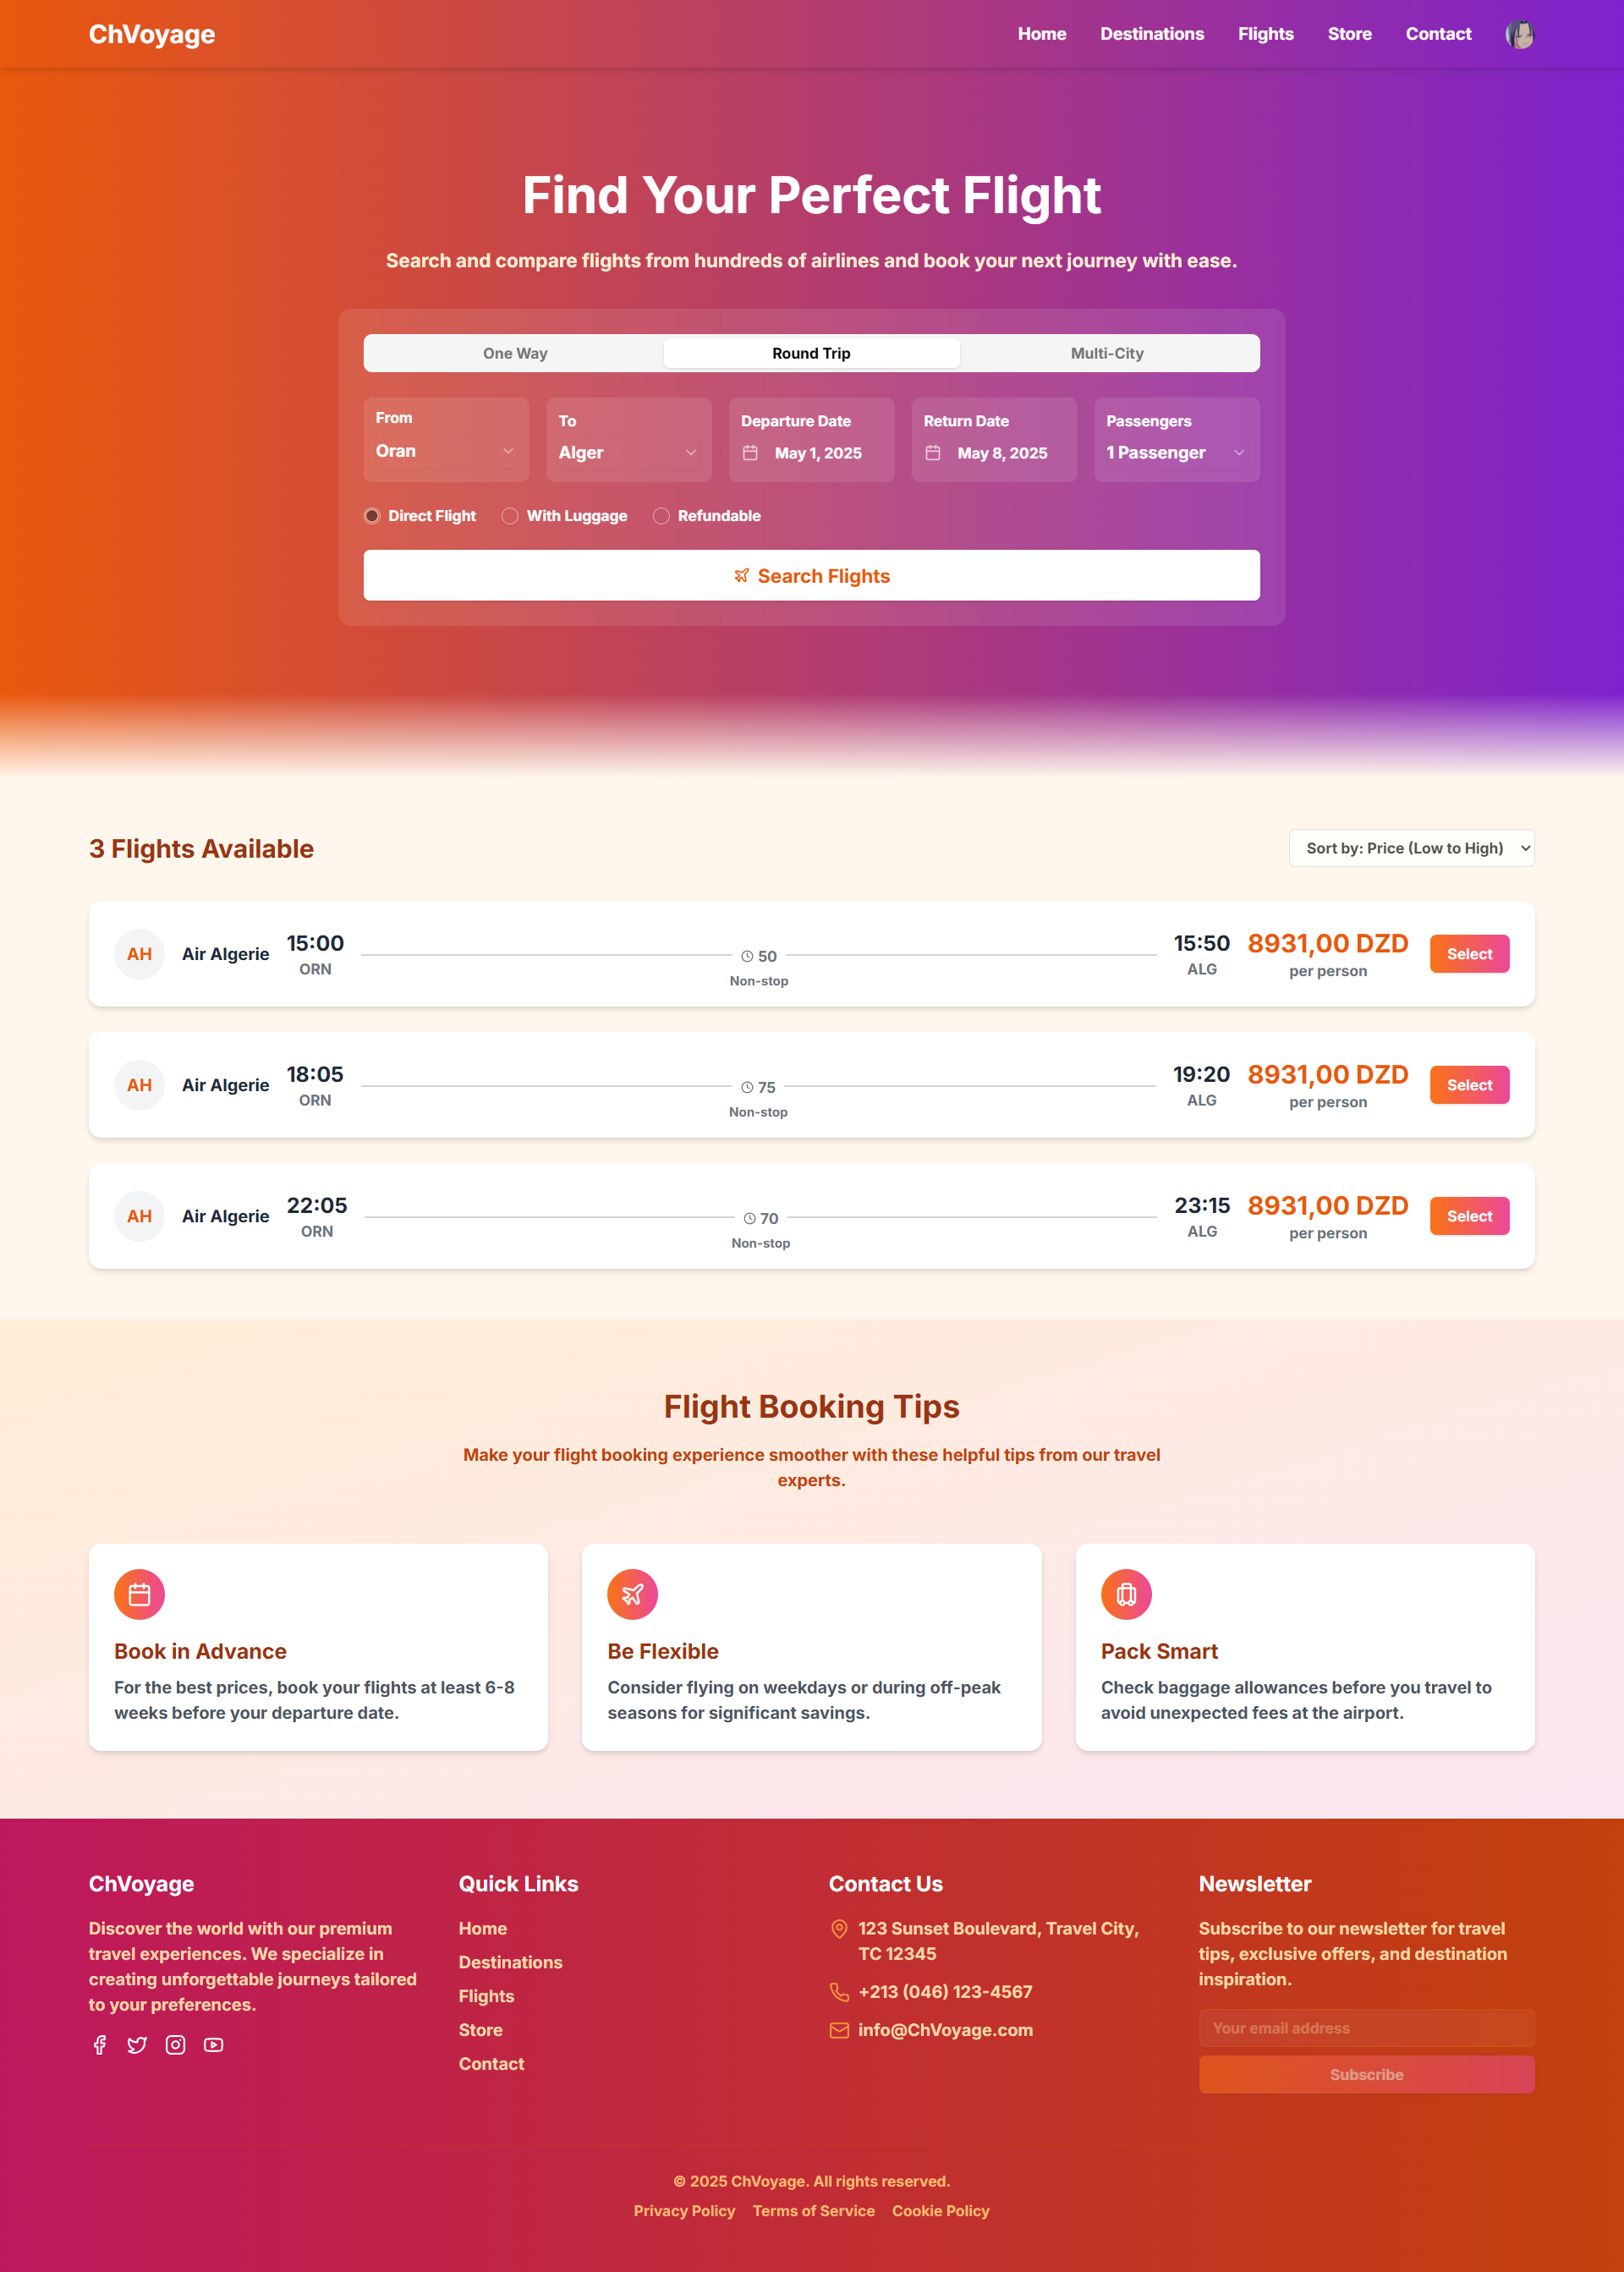 ChVoyage
Home
Destinations
Flights
Store
Contact
Find Your Perfect Flight
Search and compare flights from hundreds of airlines and book your next journey with ease.
One Way
Round Trip
Multi-City
From
Oran
To
Alger
Departure Date
May 1, 2025
Return Date
May 8, 2025
Passengers
1 Passenger
Direct Flight
With Luggage
Refundable
Search Flights
3 Flights Available
Sort by: Price (Low to High)
AH
Air Algerie
15:00
ORN
50
Non-stop
15:50
ALG
8931,00 DZD
per person
Select
AH
Air Algerie
18:05
ORN
75
Non-stop
19:20
ALG
8931,00 DZD
per person
Select
AH
Air Algerie
22:05
ORN
70
Non-stop
23:15
ALG
8931,00 DZD
per person
Select
Flight Booking Tips
Make your flight booking experience smoother with these helpful tips from our travel
experts.
Book in Advance
For the best prices, book your flights at least 6-8
weeks before your departure date.
Be Flexible
Consider flying on weekdays or during off-peak
seasons for significant savings.
Pack Smart
Check baggage allowances before you travel to
avoid unexpected fees at the airport.
ChVoyage
Discover the world with our premium
travel experiences. We specialize in
creating unforgettable journeys tailored
to your preferences.
Quick Links
Home
Destinations
Flights
Store
Contact
Contact Us
123 Sunset Boulevard, Travel City,
TC 12345
+213 (046) 123-4567
info@ChVoyage.com
Newsletter
Subscribe to our newsletter for travel
tips, exclusive offers, and destination
inspiration.
Your email address
Subscribe
© 2025 ChVoyage. All rights reserved.
Privacy Policy
Terms of Service
Cookie Policy